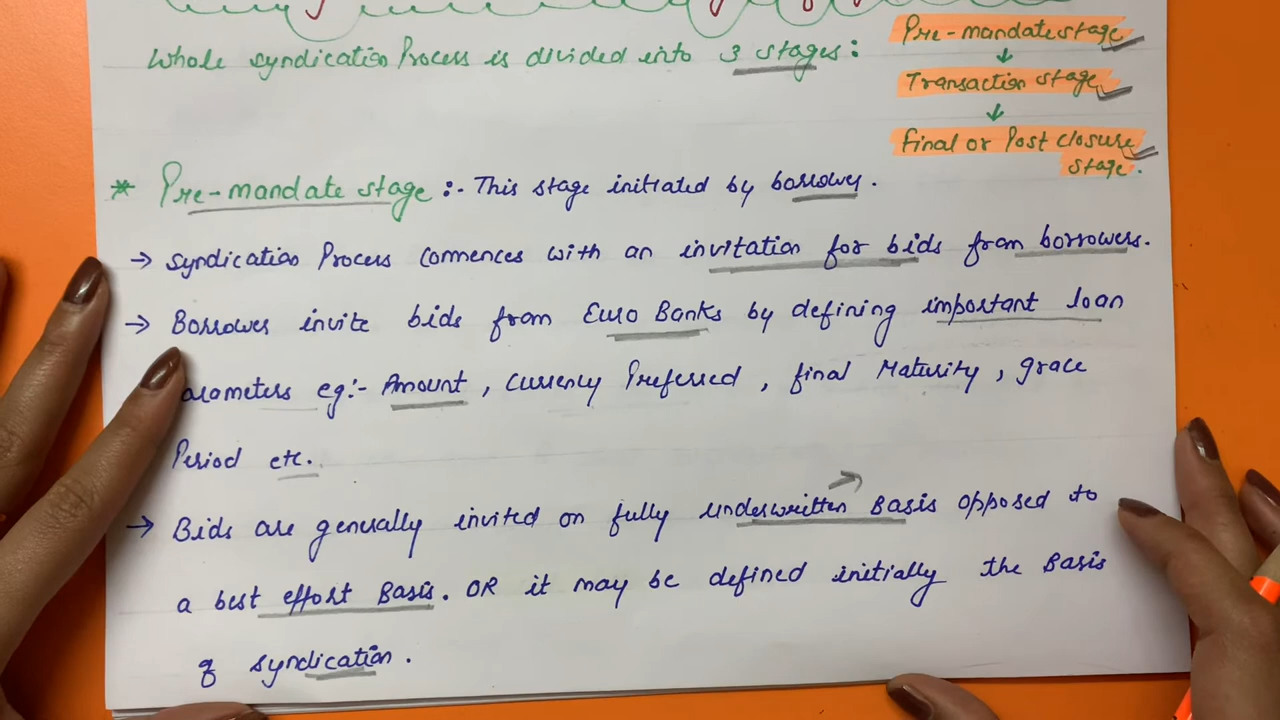 Whole syndication Process is divided into 3 stages:
Pre-mandate stage
↓
Transaction stage
↓
Final or Post closure
stage.
* Pre-mandate stage :- This stage initiated by borrower.
→ Syndication Process commences with an invitation for bids from borrowers.
→ Borrower invite bids from Euro Banks by defining important loan
arameters eg:- Amount, currency Preferred, final Maturity, grace
Period etc.
→ Bids are generally invited on fully underwritten Basis opposed to
a best effort Basis. OR it may be defined initially the Basis
of syndication.